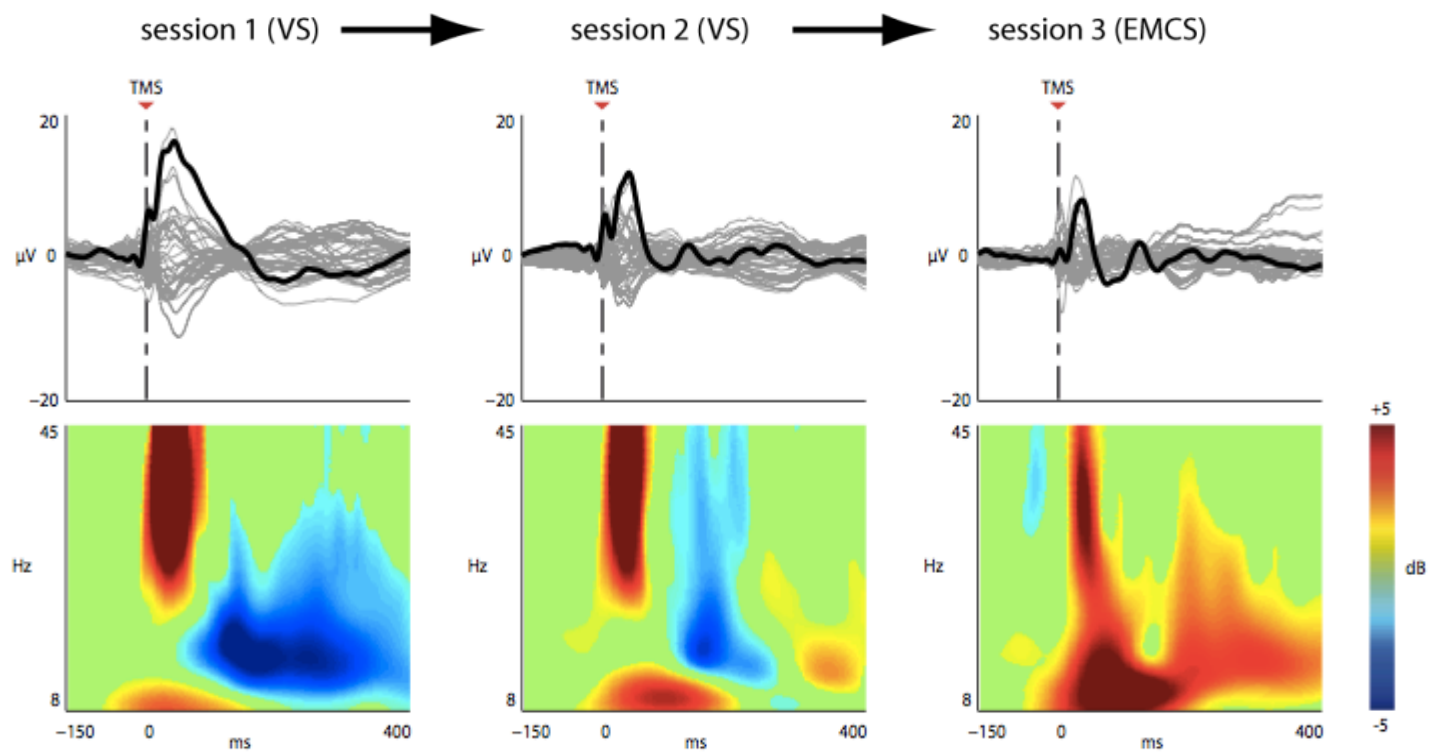 session 1 (VS) session 2 (VS) session 3 (EMCS)
TMS TMS TMS
20 20 20
μV 0 μV 0 μV 0
−20 −20 −20
+5
45 45 45
Hz Hz Hz dB
8 8 8
-5
−150 0 400 −150 0 400 −150 0 400
ms ms ms